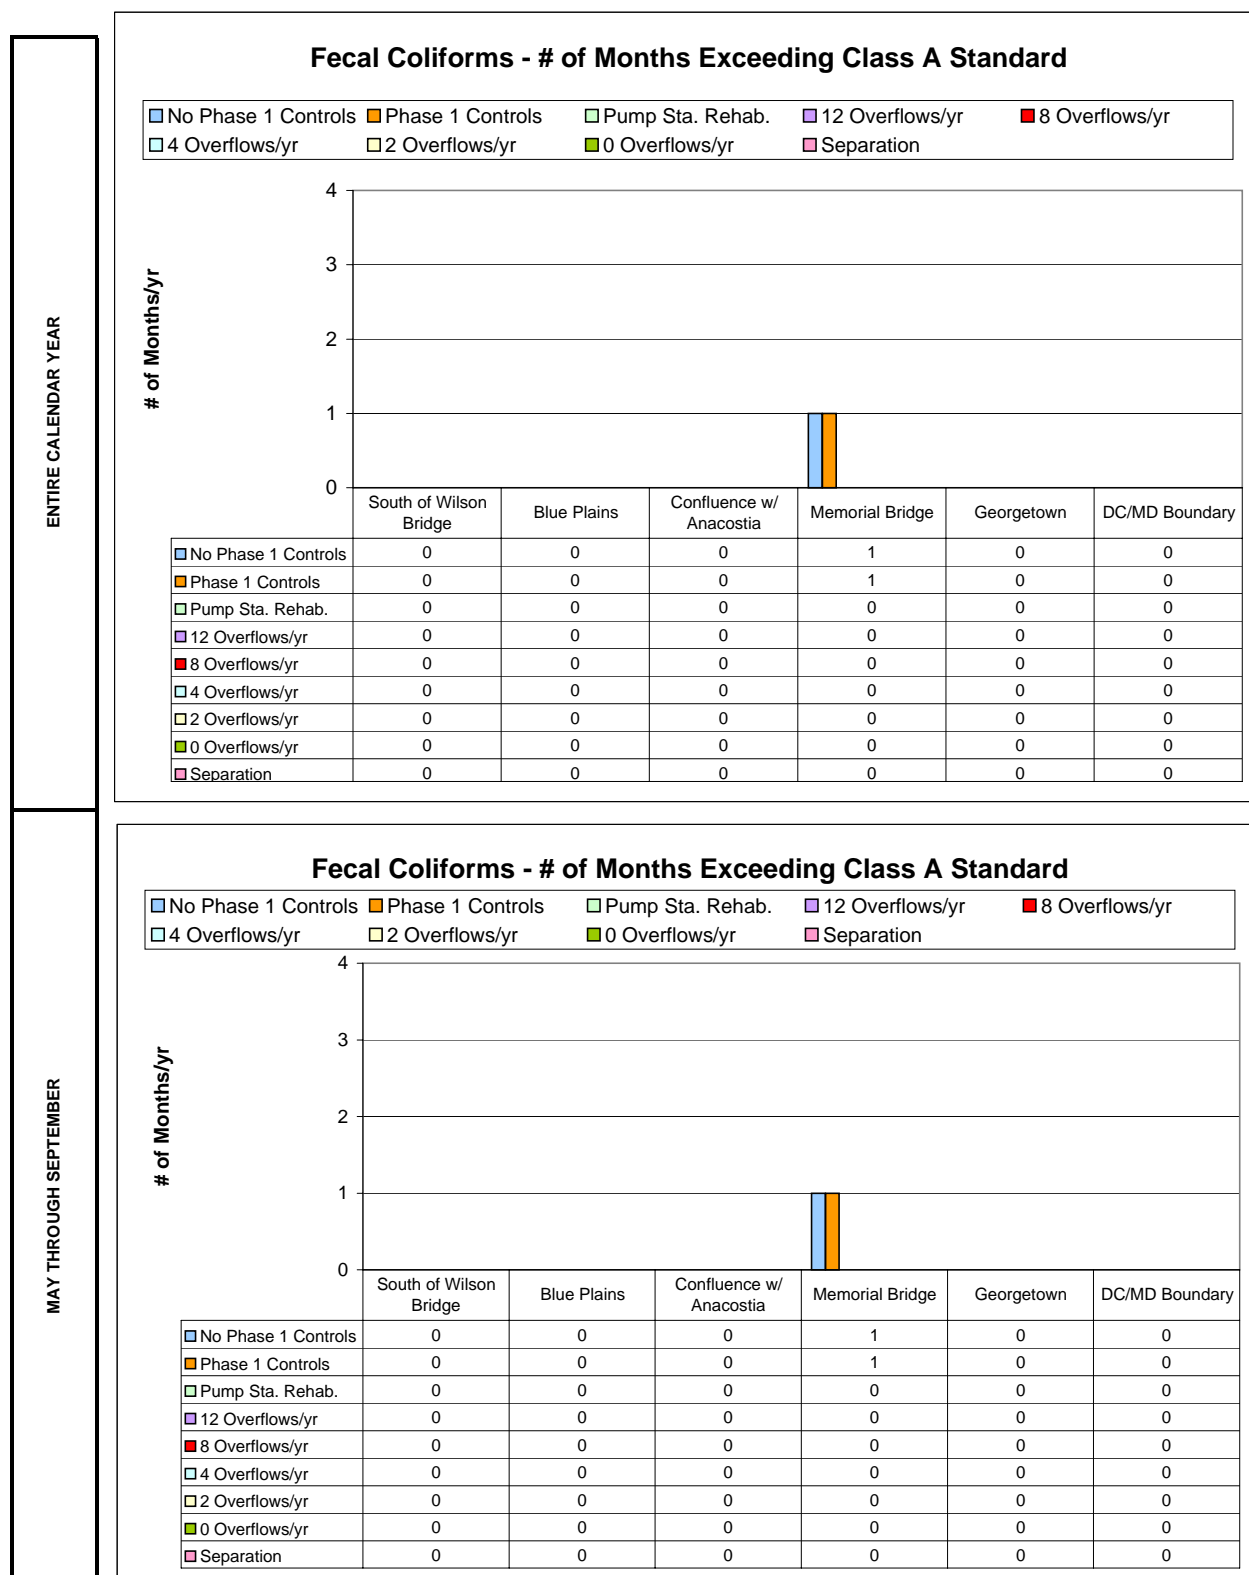 ENTIRE CALENDAR YEAR
Fecal Coliforms - # of Months Exceeding Class A Standard
No Phase 1 Controls Phase 1 Controls Pump Sta. Rehab. 12 Overflows/yr 8 Overflows/yr
4 Overflows/yr 2 Overflows/yr 0 Overflows/yr Separation
# of Months/yr
4
3
2
1
0
South of Wilson Bridge Blue Plains Confluence w/ Anacostia Memorial Bridge Georgetown DC/MD Boundary
No Phase 1 Controls 0 0 0 1 0 0
Phase 1 Controls 0 0 0 1 0 0
Pump Sta. Rehab. 0 0 0 0 0 0
12 Overflows/yr 0 0 0 0 0 0
8 Overflows/yr 0 0 0 0 0 0
4 Overflows/yr 0 0 0 0 0 0
2 Overflows/yr 0 0 0 0 0 0
0 Overflows/yr 0 0 0 0 0 0
Separation 0 0 0 0 0 0
MAY THROUGH SEPTEMBER
Fecal Coliforms - # of Months Exceeding Class A Standard
No Phase 1 Controls Phase 1 Controls Pump Sta. Rehab. 12 Overflows/yr 8 Overflows/yr
4 Overflows/yr 2 Overflows/yr 0 Overflows/yr Separation
# of Months/yr
4
3
2
1
0
South of Wilson Bridge Blue Plains Confluence w/ Anacostia Memorial Bridge Georgetown DC/MD Boundary
No Phase 1 Controls 0 0 0 1 0 0
Phase 1 Controls 0 0 0 1 0 0
Pump Sta. Rehab. 0 0 0 0 0 0
12 Overflows/yr 0 0 0 0 0 0
8 Overflows/yr 0 0 0 0 0 0
4 Overflows/yr 0 0 0 0 0 0
2 Overflows/yr 0 0 0 0 0 0
0 Overflows/yr 0 0 0 0 0 0
Separation 0 0 0 0 0 0